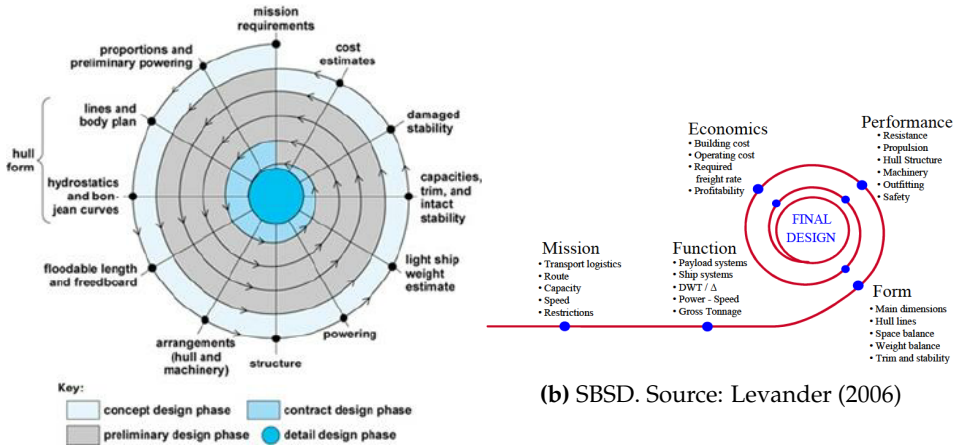 mission
requirements
cost
estimates
damaged
stability
capacities,
trim, and
intact
stability
light ship
weight
estimate
powering
structure
arrangements
(hull and
machinery)
floodable length
and freedboard
hydrostatics
and bon-
jean curves
lines and
body plan
hull
form
proportions and
preliminary powering
Key:
concept design phase
contract design phase
preliminary design phase
detail design phase
Mission
• Transport logistics
• Route
• Capacity
• Speed
• Restrictions
Function
• Payload systems
• Ship systems
• DWT / Δ
• Power - Speed
• Gross Tonnage
Form
• Main dimensions
• Hull lines
• Space balance
• Weight balance
• Trim and stability
Performance
• Resistance
• Propulsion
• Hull Structure
• Machinery
• Outfitting
• Safety
Economics
• Building cost
• Operating cost
• Required
freight rate
• Profitability
FINAL
DESIGN
(b) SBSD. Source: Levander (2006)